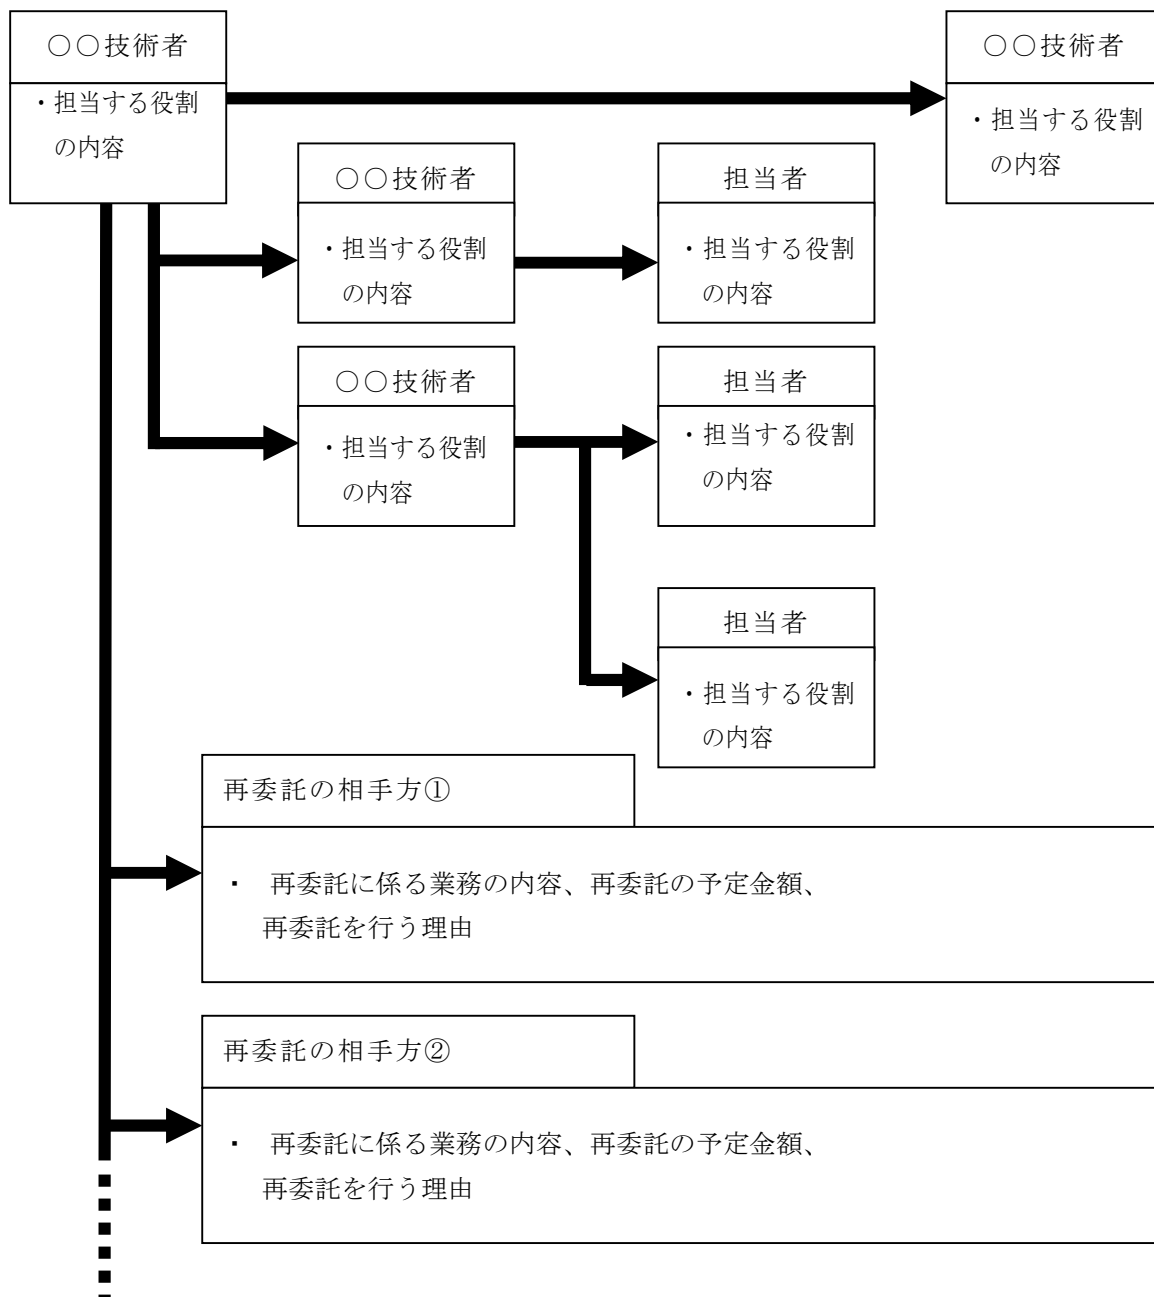 ○○技術者
・担当する役割
の内容
○○技術者
・担当する役割
の内容
○○技術者
・担当する役割
の内容
担当者
・担当する役割
の内容
○○技術者
・担当する役割
の内容
担当者
・担当する役割
の内容
担当者
・担当する役割
の内容
再委託の相手方①
・ 再委託に係る業務の内容、再委託の予定金額、
再委託を行う理由
再委託の相手方②
・ 再委託に係る業務の内容、再委託の予定金額、
再委託を行う理由